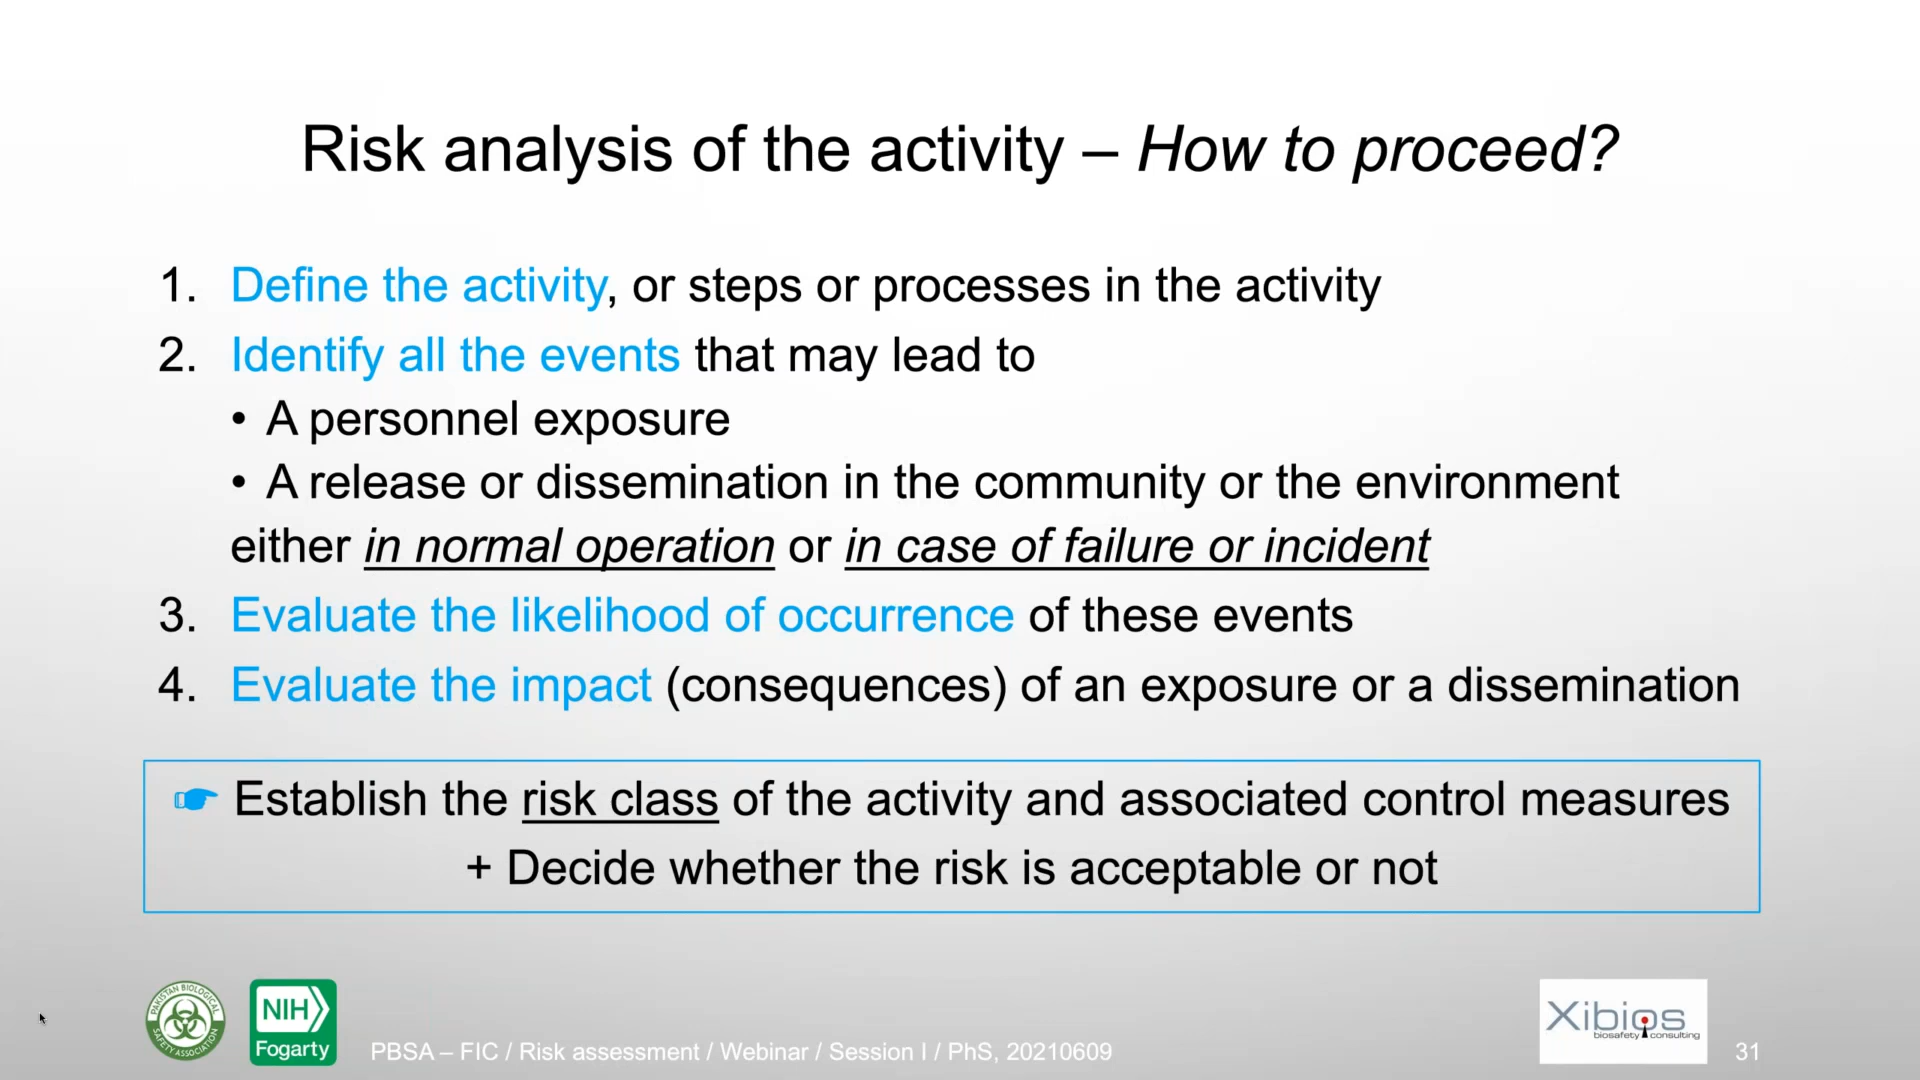 Risk analysis of the activity – How to proceed?
1. Define the activity, or steps or processes in the activity
2. Identify all the events that may lead to
• A personnel exposure
• A release or dissemination in the community or the environment
either in normal operation or in case of failure or incident
3. Evaluate the likelihood of occurrence of these events
4. Evaluate the impact (consequences) of an exposure or a dissemination
☛ Establish the risk class of the activity and associated control measures
+ Decide whether the risk is acceptable or not
PAKISTAN BIOLOGICAL
SAFETY ASSOCIATION
NIH
Fogarty
PBSA – FIC / Risk assessment / Webinar / Session I / PhS, 20210609
Xibios
biosafety consulting
31